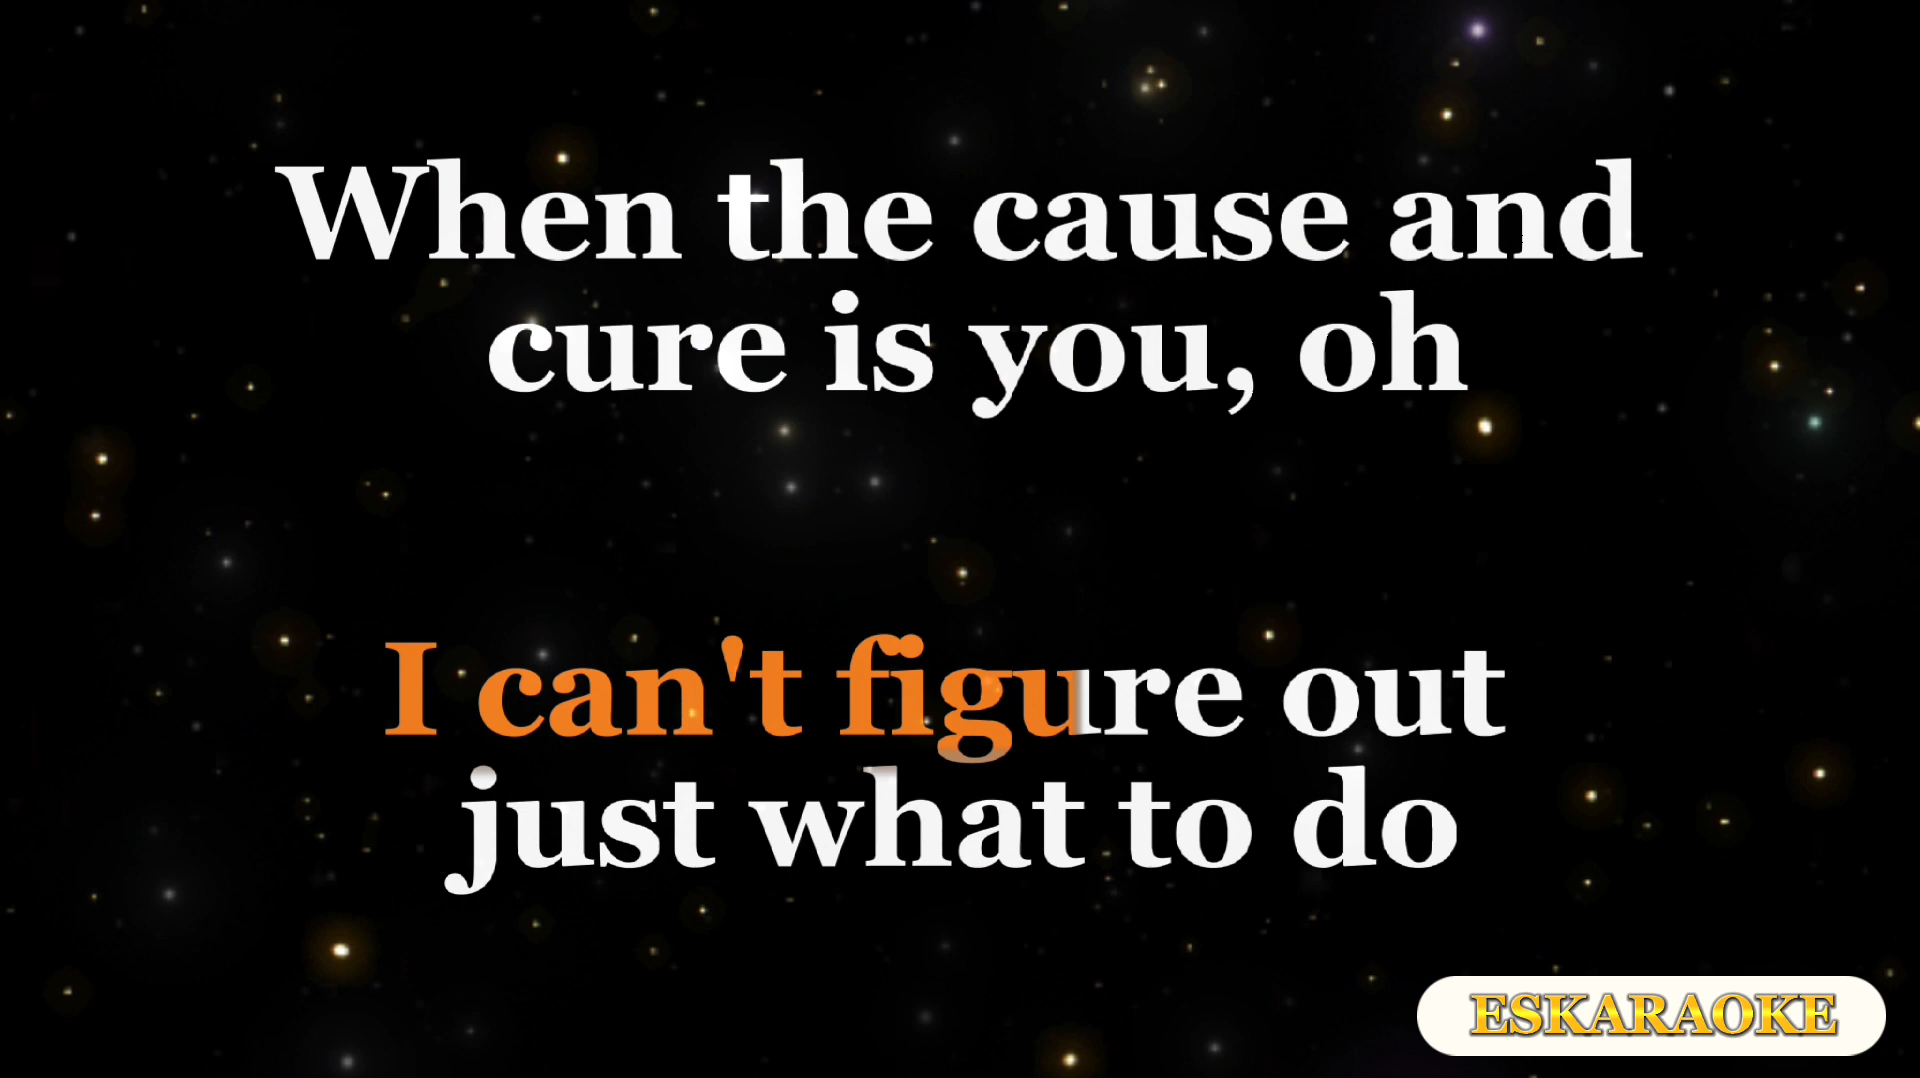 When the cause and
cure is you, oh
I can't figure out
just what to do
ESKARAOKE